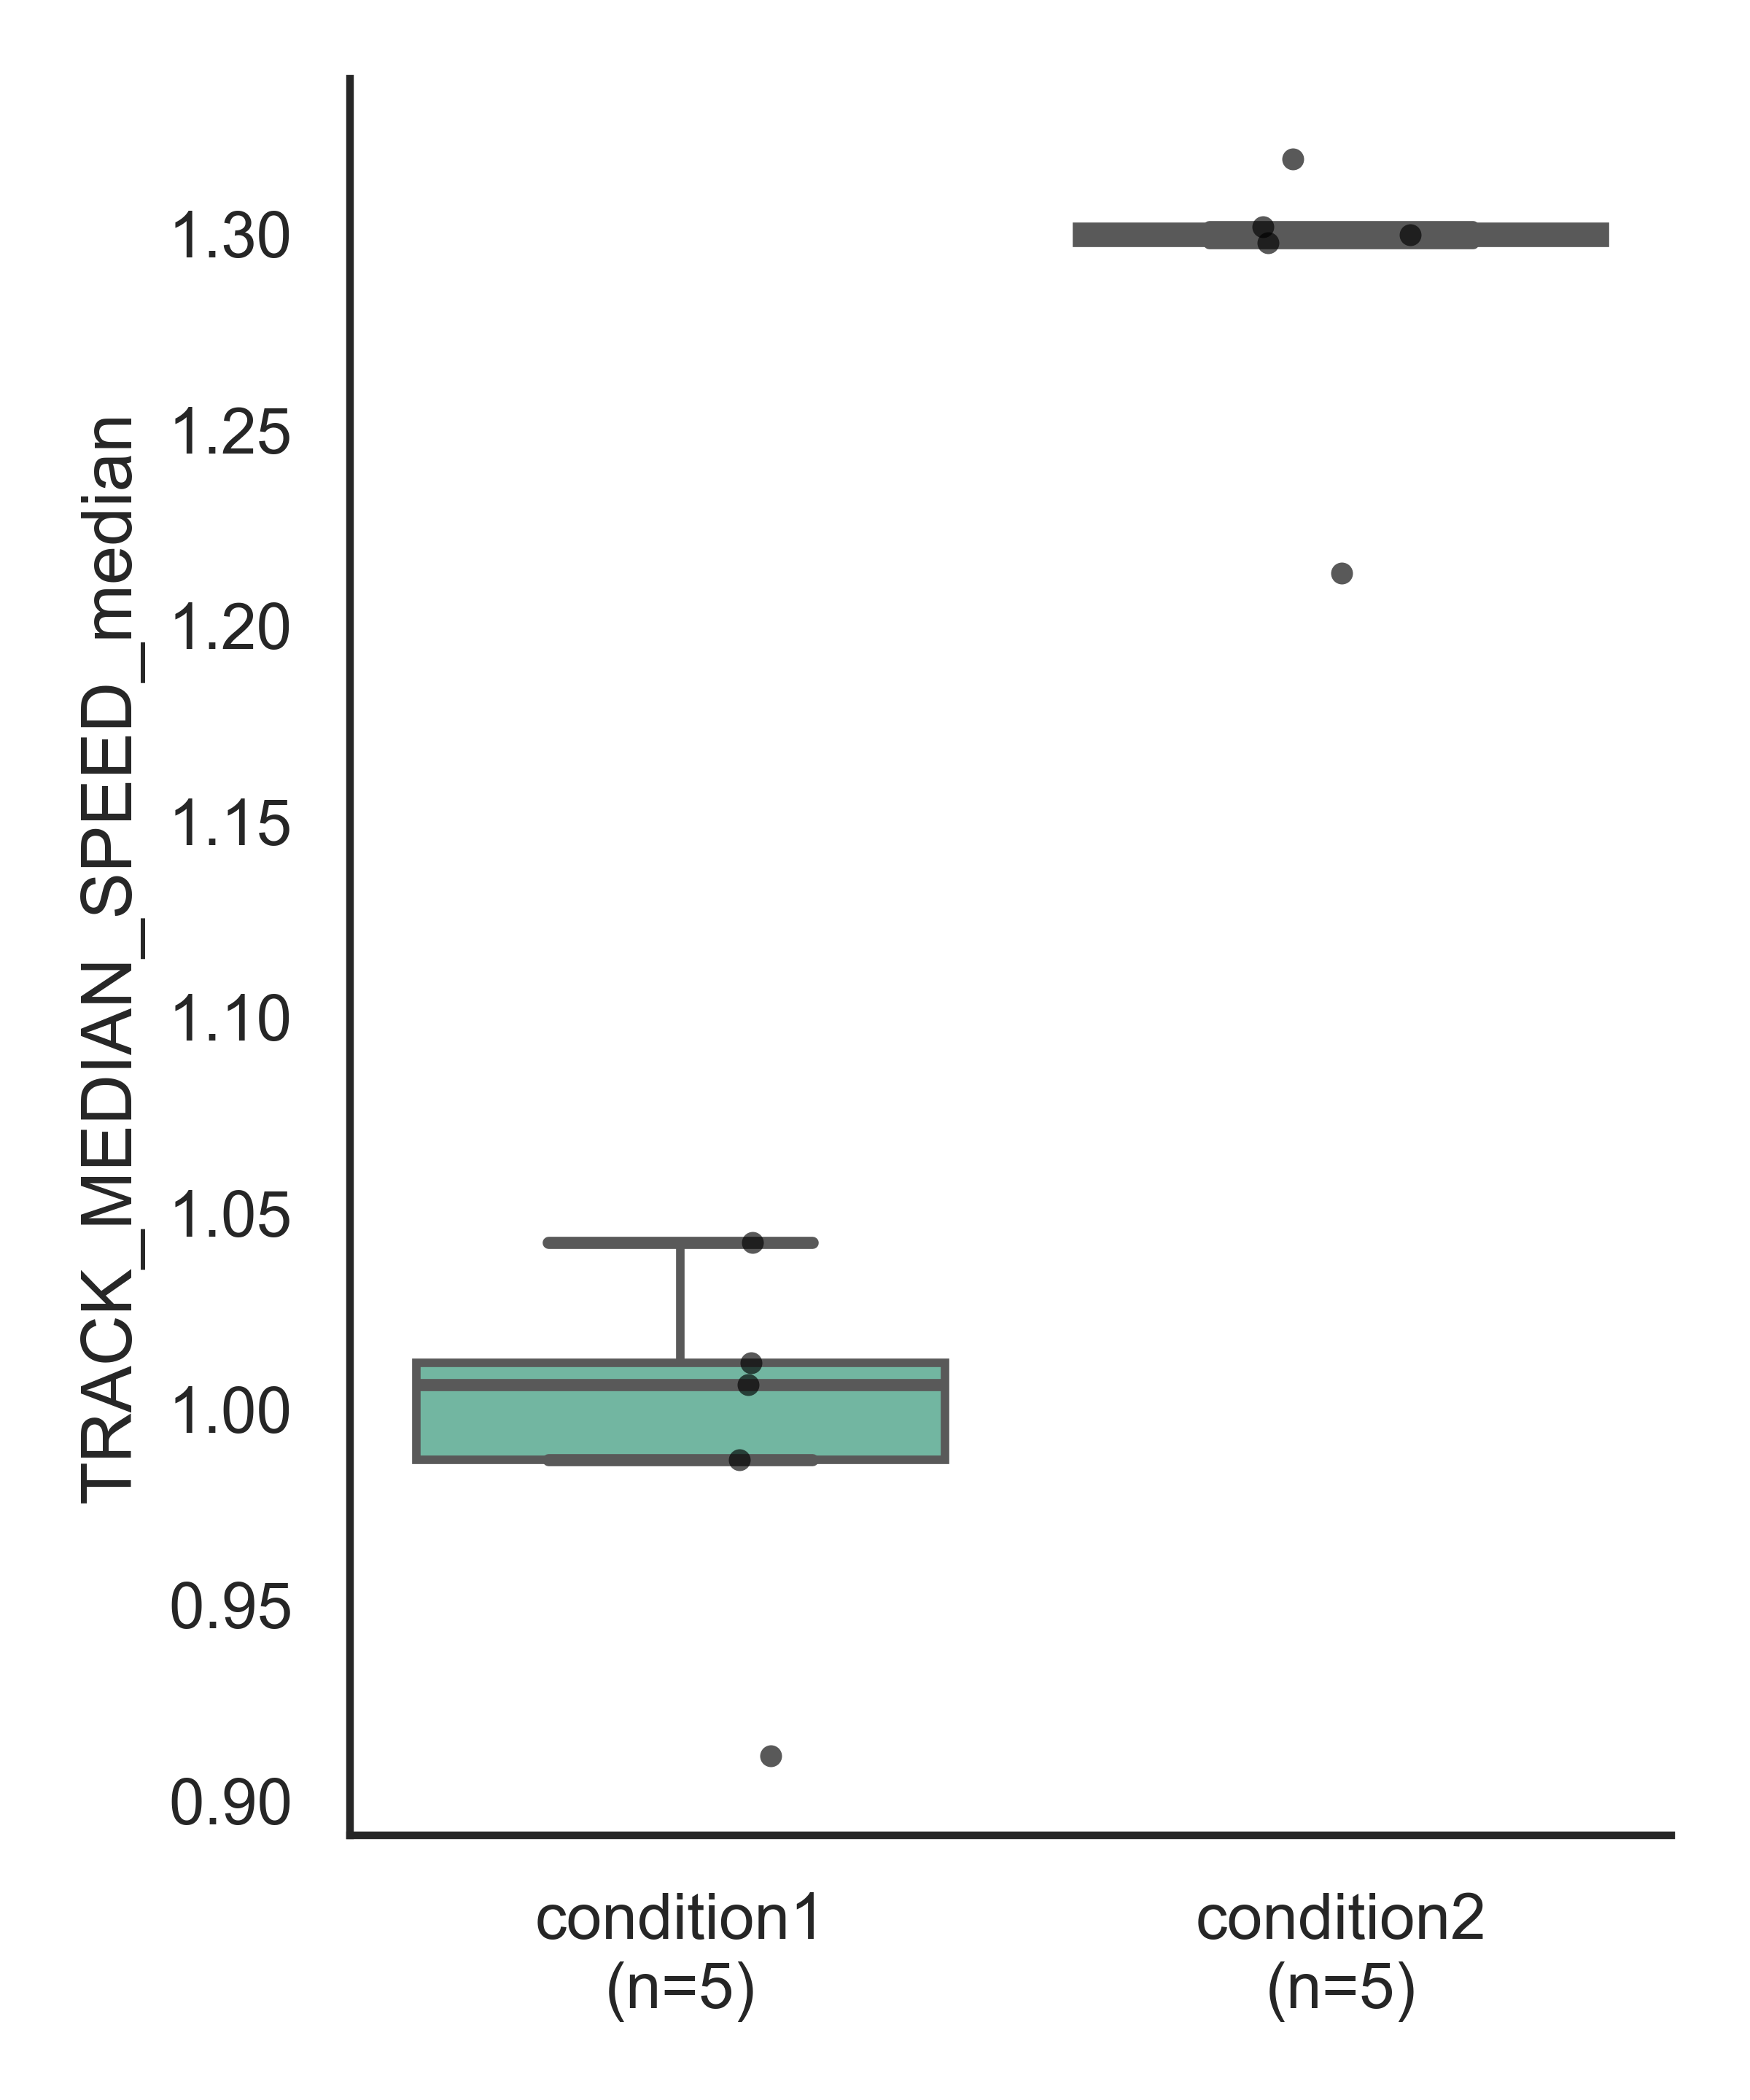 TRACK_MEDIAN_SPEED_median
1.30
1.25
1.20
1.15
1.10
1.05
1.00
0.95
0.90
condition1
(n=5)
condition2
(n=5)